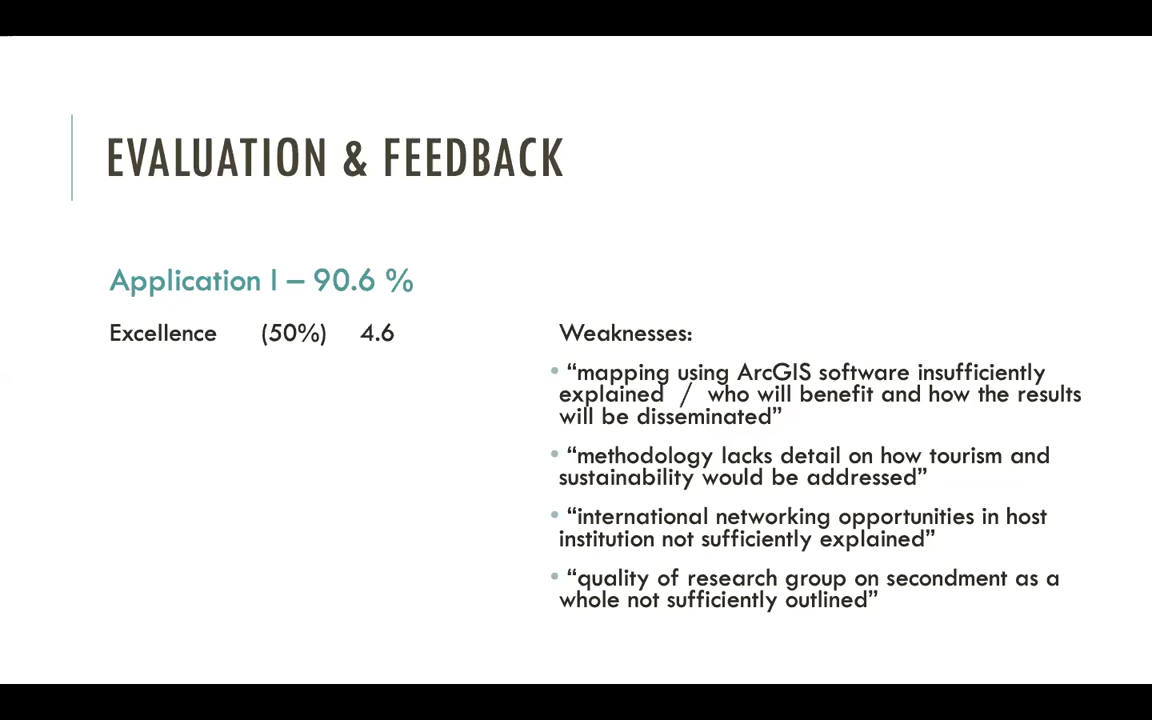 EVALUATION & FEEDBACK
Application I – 90.6 %
Excellence (50%) 4.6
Weaknesses:
• “mapping using ArcGIS software insufficiently
explained / who will benefit and how the results
will be disseminated”
• “methodology lacks detail on how tourism and
sustainability would be addressed”
• “international networking opportunities in host
institution not sufficiently explained”
• “quality of research group on secondment as a
whole not sufficiently outlined”